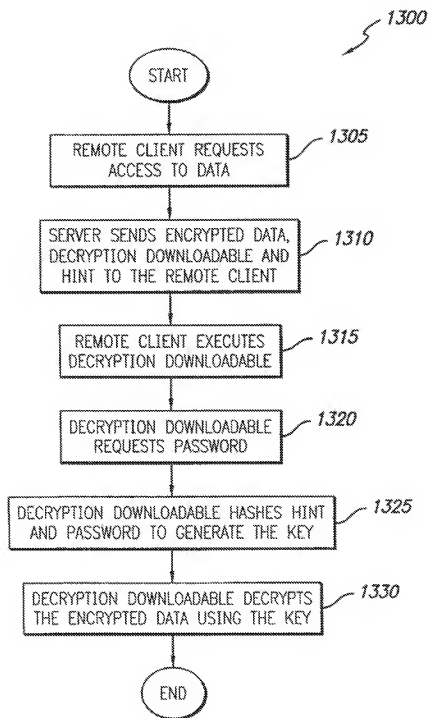 1300
START
REMOTE CLIENT REQUESTS
ACCESS TO DATA
1305
SERVER SENDS ENCRYPTED DATA,
DECRYPTION DOWNLOADABLE AND
HINT TO THE REMOTE CLIENT
1310
REMOTE CLIENT EXECUTES
DECRYPTION DOWNLOADABLE
1315
DECRYPTION DOWNLOADABLE
REQUESTS PASSWORD
1320
DECRYPTION DOWNLOADABLE HASHES HINT
AND PASSWORD TO GENERATE THE KEY
1325
DECRYPTION DOWNLOADABLE DECRYPTS
THE ENCRYPTED DATA USING THE KEY
1330
END